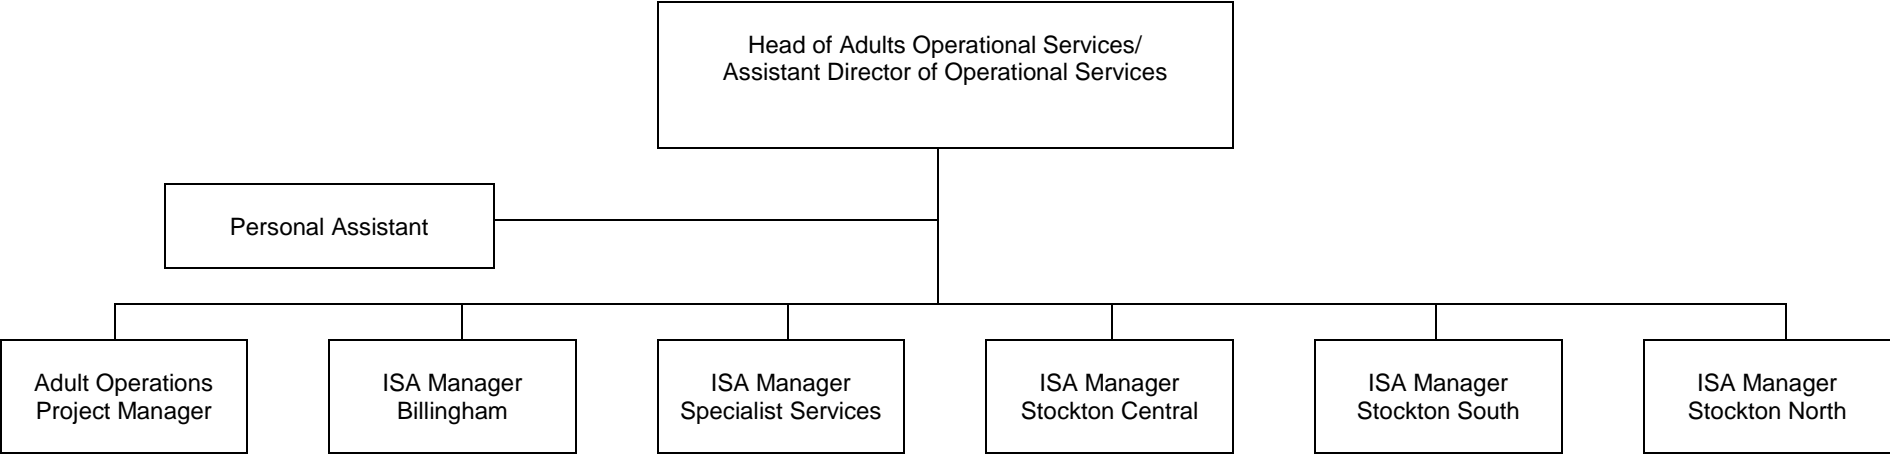 Head of Adults Operational Services/
Assistant Director of Operational Services
Personal Assistant
Adult Operations
Project Manager
ISA Manager
Billingham
ISA Manager
Specialist Services
ISA Manager
Stockton Central
ISA Manager
Stockton South
ISA Manager
Stockton North